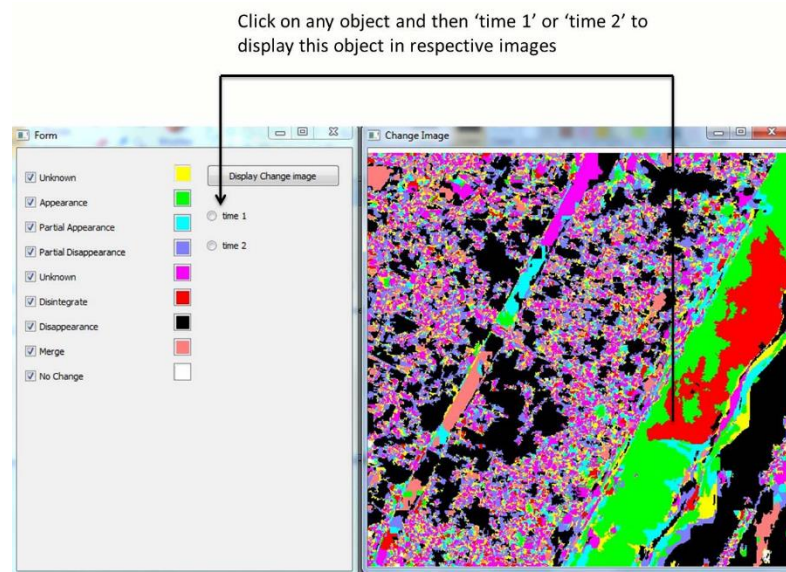 Click on any object and then ‘time 1’ or ‘time 2’ to
display this object in respective images
Form
Unknown
Appearance
Partial Appearance
Partial Disappearance
Unknown
Disintegrate
Disappearance
Merge
No Change
Display Change image
time 1
time 2
Change Image